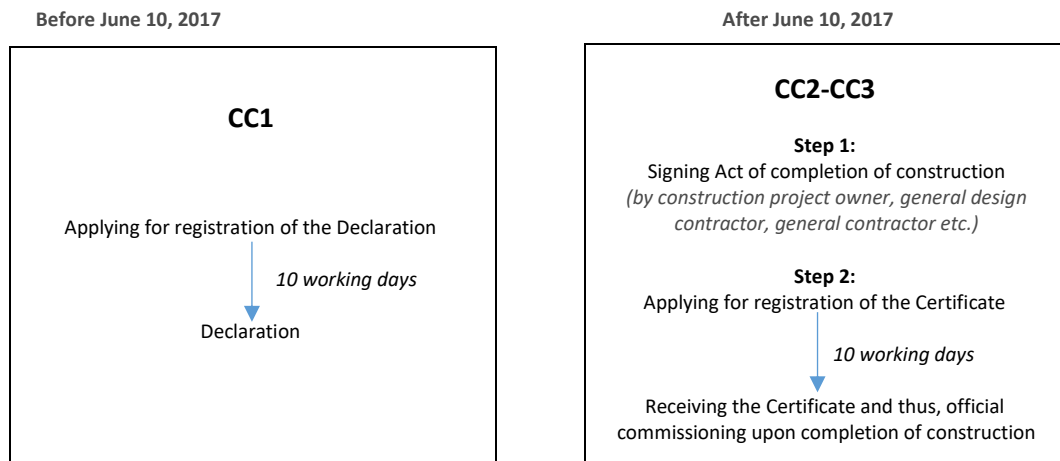 Before June 10, 2017
CC1
Applying for registration of the Declaration
10 working days
Declaration
After June 10, 2017
CC2-CC3
Step 1:
Signing Act of completion of construction
(by construction project owner, general design
contractor, general contractor etc.)
Step 2:
Applying for registration of the Certificate
10 working days
Receiving the Certificate and thus, official
commissioning upon completion of construction